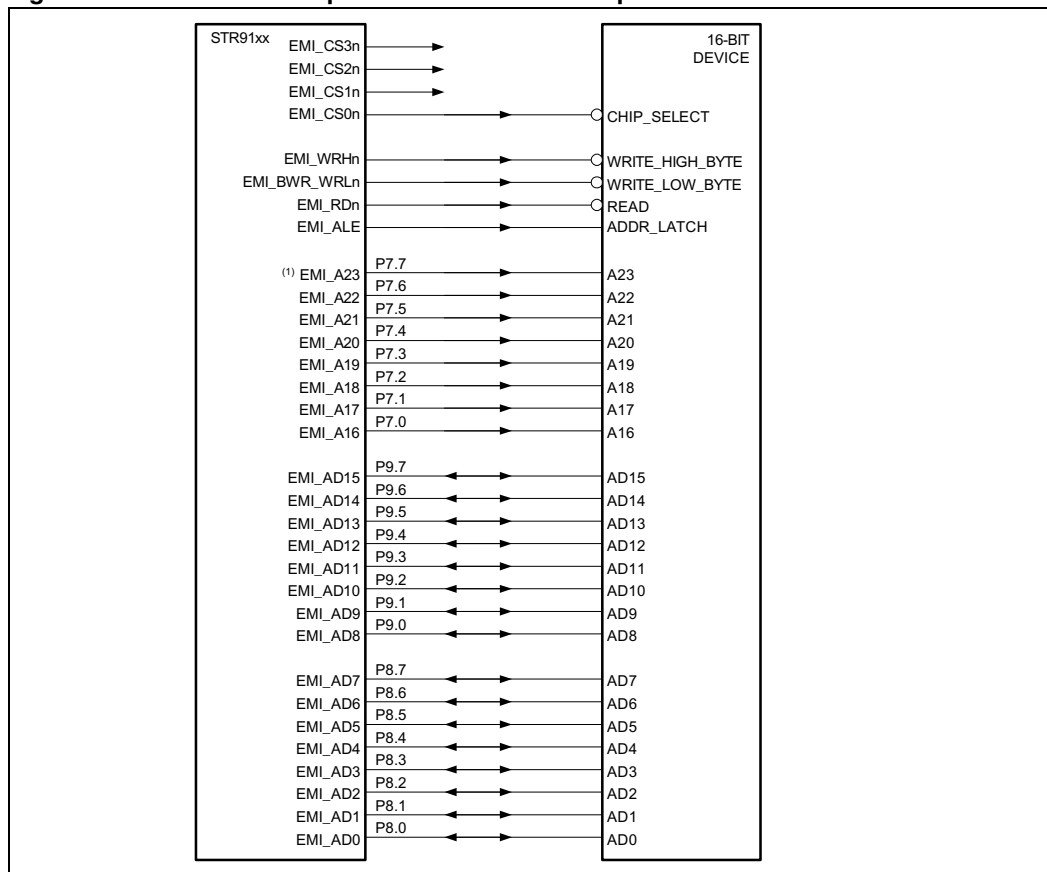 STR91xx
16-BIT
DEVICE
EMI_CS3n
EMI_CS2n
EMI_CS1n
EMI_CS0n CHIP_SELECT
EMI_WRHn WRITE_HIGH_BYTE
EMI_BWR_WRLn WRITE_LOW_BYTE
EMI_RDn READ
EMI_ALE ADDR_LATCH
(1) EMI_A23 P7.7 A23
EMI_A22 P7.6 A22
EMI_A21 P7.5 A21
EMI_A20 P7.4 A20
EMI_A19 P7.3 A19
EMI_A18 P7.2 A18
EMI_A17 P7.1 A17
EMI_A16 P7.0 A16
EMI_AD15 P9.7 AD15
EMI_AD14 P9.6 AD14
EMI_AD13 P9.5 AD13
EMI_AD12 P9.4 AD12
EMI_AD11 P9.3 AD11
EMI_AD10 P9.2 AD10
EMI_AD9 P9.1 AD9
EMI_AD8 P9.0 AD8
EMI_AD7 P8.7 AD7
EMI_AD6 P8.6 AD6
EMI_AD5 P8.5 AD5
EMI_AD4 P8.4 AD4
EMI_AD3 P8.3 AD3
EMI_AD2 P8.2 AD2
EMI_AD1 P8.1 AD1
EMI_AD0 P8.0 AD0